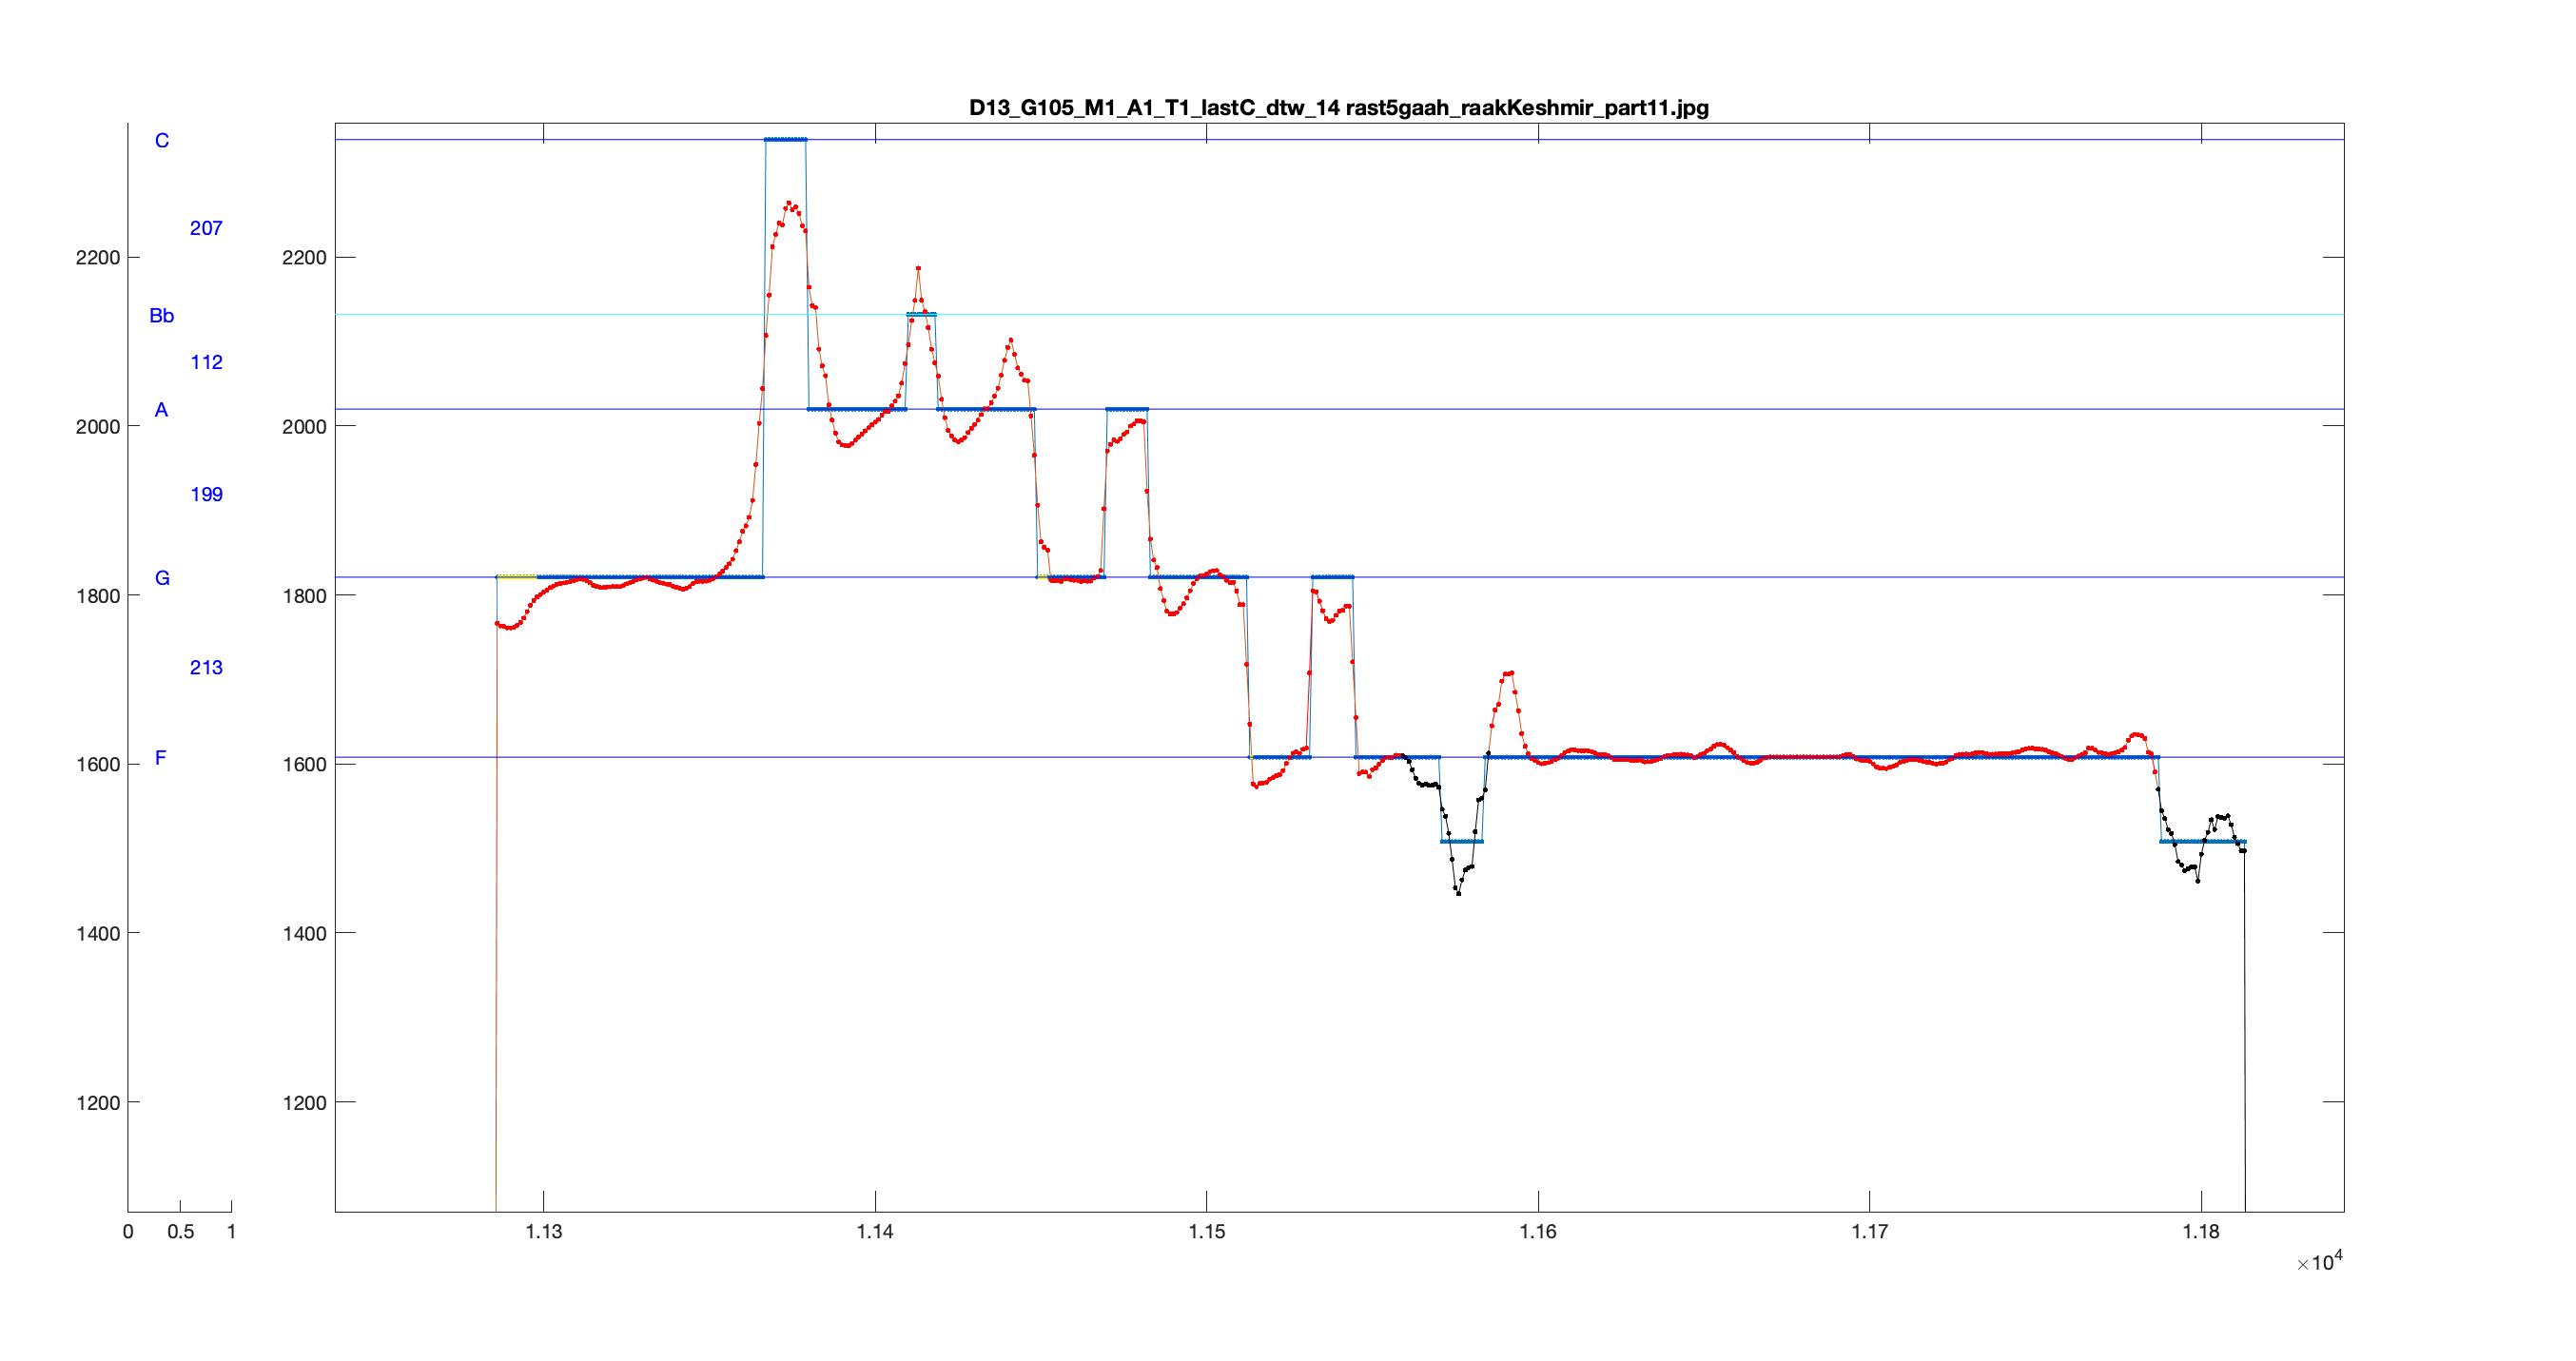 D13_G105_M1_A1_T1_lastC_dtw_14 rast5gaah_raakKeshmir_part11.jpg
C
207
2200 2200
Bb
112
A
2000 2000
199
G
1800 1800
213
F
1600 1600
1400 1400
1200 1200
0 0.5 1 1.13 1.14 1.15 1.16 1.17 1.18
×10⁴